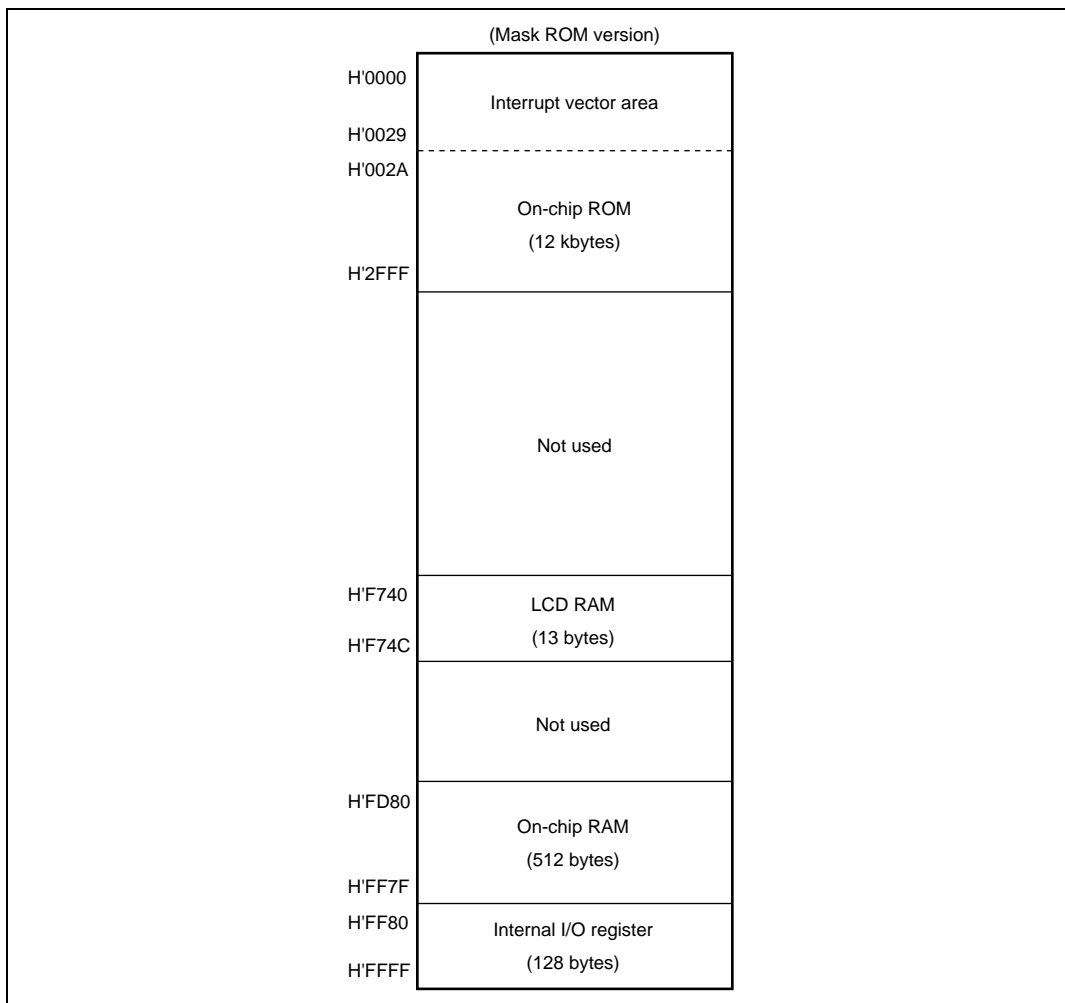 (Mask ROM version)
H'0000
Interrupt vector area
H'0029
H'002A
On-chip ROM
(12 kbytes)
H'2FFF
Not used
H'F740
LCD RAM
(13 bytes)
H'F74C
Not used
H'FD80
On-chip RAM
(512 bytes)
H'FF7F
H'FF80
Internal I/O register
(128 bytes)
H'FFFF